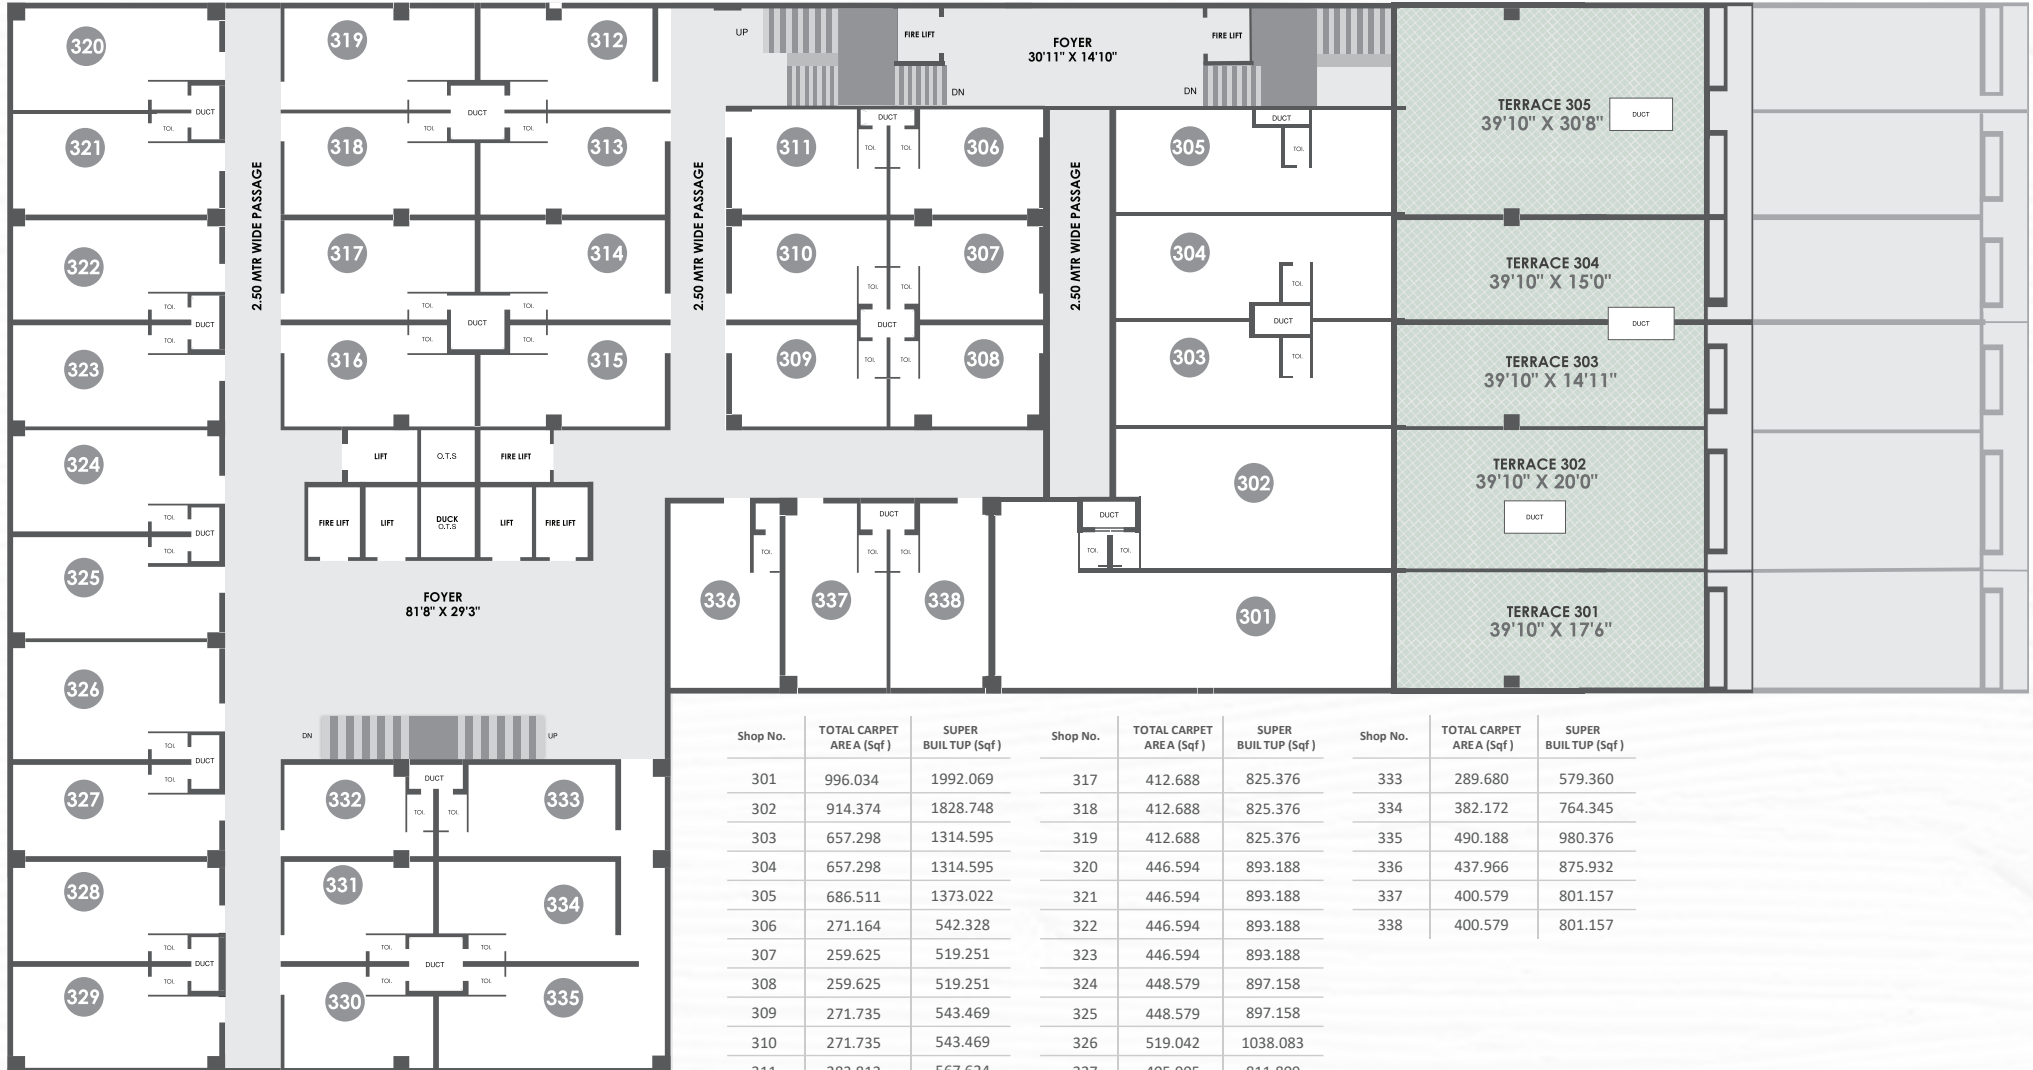 320
319
312
UP
FIRE LIFT
FOYER
30'11" X 14'10"
FIRE LIFT
DN
DN
TERRACE 305
39'10" X 30'8"
DUCT
DUCT
TOI.
DUCT
TOI.
TOI.
321
318
313
311
DUCT
TOI.
TOI.
306
305
DUCT
TOI.
2.50 MTR WIDE PASSAGE
2.50 MTR WIDE PASSAGE
2.50 MTR WIDE PASSAGE
322
317
314
310
307
304
TERRACE 304
39'10" X 15'0"
TOI.
TOI.
TOI.
TOI.
TOI.
TOI.
DUCT
TOI.
DUCT
TOI.
TOI.
DUCT
TOI.
TOI.
DUCT
DUCT
TOI.
323
316
315
309
308
303
TERRACE 303
39'10" X 14'11"
324
LIFT
O.T.S
FIRE LIFT
302
TERRACE 302
39'10" X 20'0"
DUCT
TOI.
DUCT
TOI.
FIRE LIFT
LIFT
DUCK
O.T.S
LIFT
FIRE LIFT
TOI.
DUCT
TOI.
TOI.
DUCT
TOI.
TOI.
325
FOYER
81'8" X 29'3"
336
337
338
301
TERRACE 301
39'10" X 17'6"
326
DN
UP
TOI.
DUCT
TOI.
327
332
DUCT
TOI.
TOI.
333
328
331
334
TOI.
DUCT
TOI.
TOI.
TOI.
DUCT
TOI.
TOI.
329
330
335
Shop No. TOTAL CARPET SUPER Shop No. TOTAL CARPET SUPER Shop No. TOTAL CARPET SUPER
AREA (Sqf) BUILTUP (Sqf) AREA (Sqf) BUILTUP (Sqf) AREA (Sqf) BUILTUP (Sqf)
301 996.034 1992.069 317 412.688 825.376 333 289.680 579.360
302 914.374 1828.748 318 412.688 825.376 334 382.172 764.345
303 657.298 1314.595 319 412.688 825.376 335 490.188 980.376
304 657.298 1314.595 320 446.594 893.188 336 437.966 875.932
305 686.511 1373.022 321 446.594 893.188 337 400.579 801.157
306 271.164 542.328 322 446.594 893.188 338 400.579 801.157
307 259.625 519.251 323 446.594 893.188
308 259.625 519.251 324 448.579 897.158
309 271.735 543.469 325 448.579 897.158
310 271.735 543.469 326 519.042 1038.083